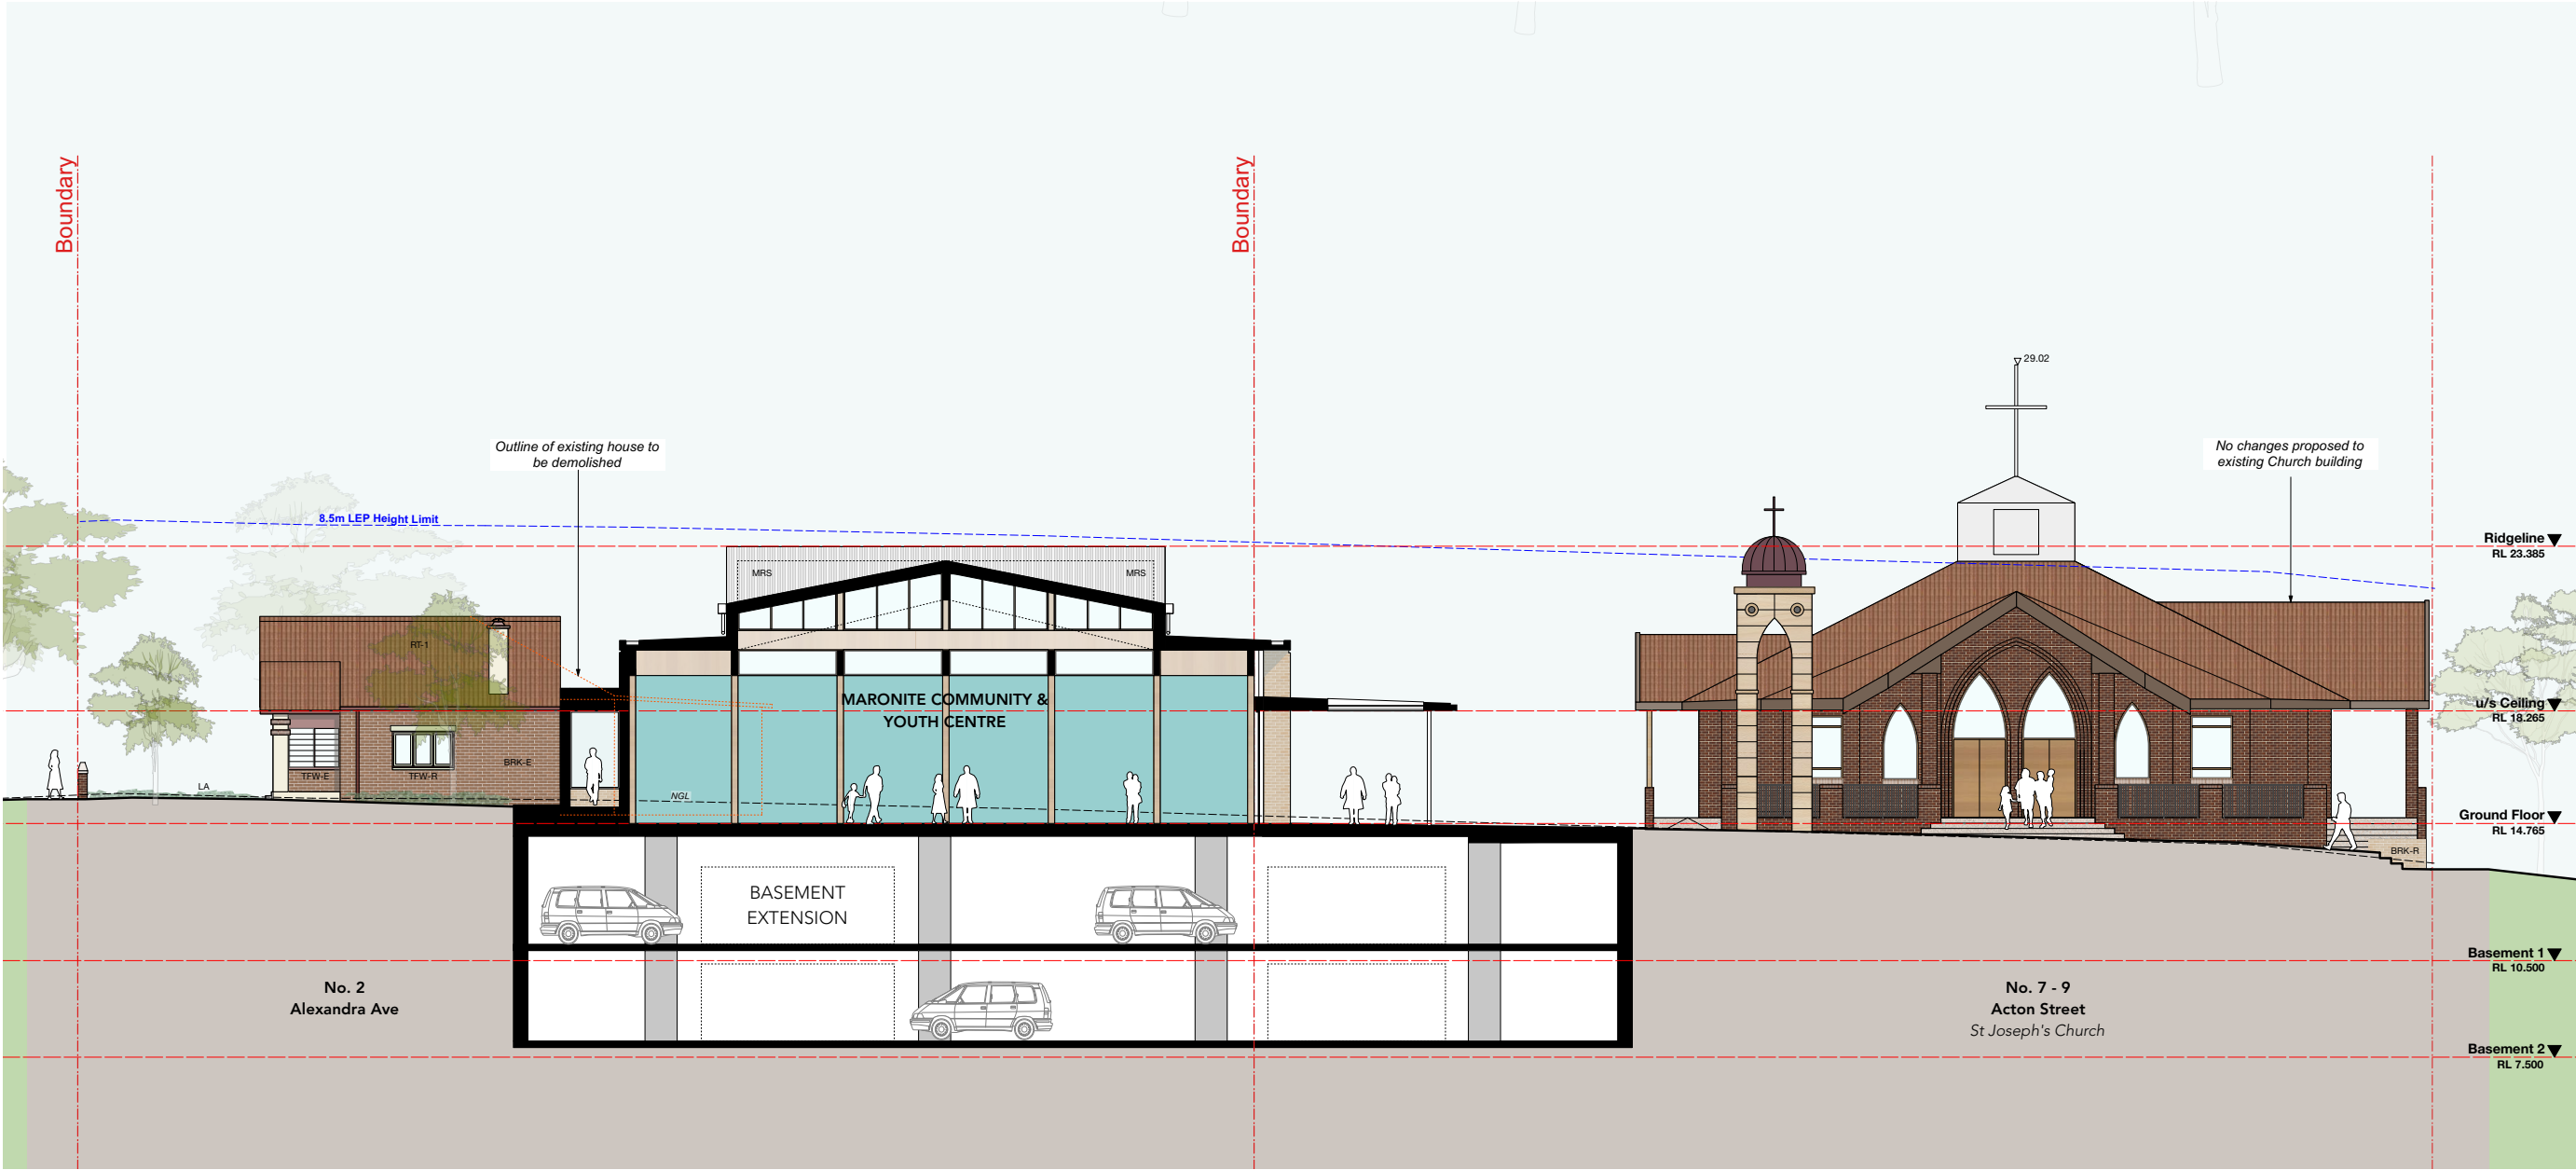 Boundary
Boundary
29.02
Outline of existing house to
be demolished
No changes proposed to
existing Church building
8.5m LEP Height Limit
Ridgeline
RL 23.385
MRS
MRS
RT-1
MARONITE COMMUNITY &
YOUTH CENTRE
u/s Ceiling
RL 18.265
BRK-E
TFW-E
TFW-R
LA
NGL
Ground Floor
RL 14.765
BRK-R
BASEMENT
EXTENSION
Basement 1
RL 10.500
No. 2
Alexandra Ave
No. 7 - 9
Acton Street
St Joseph's Church
Basement 2
RL 7.500